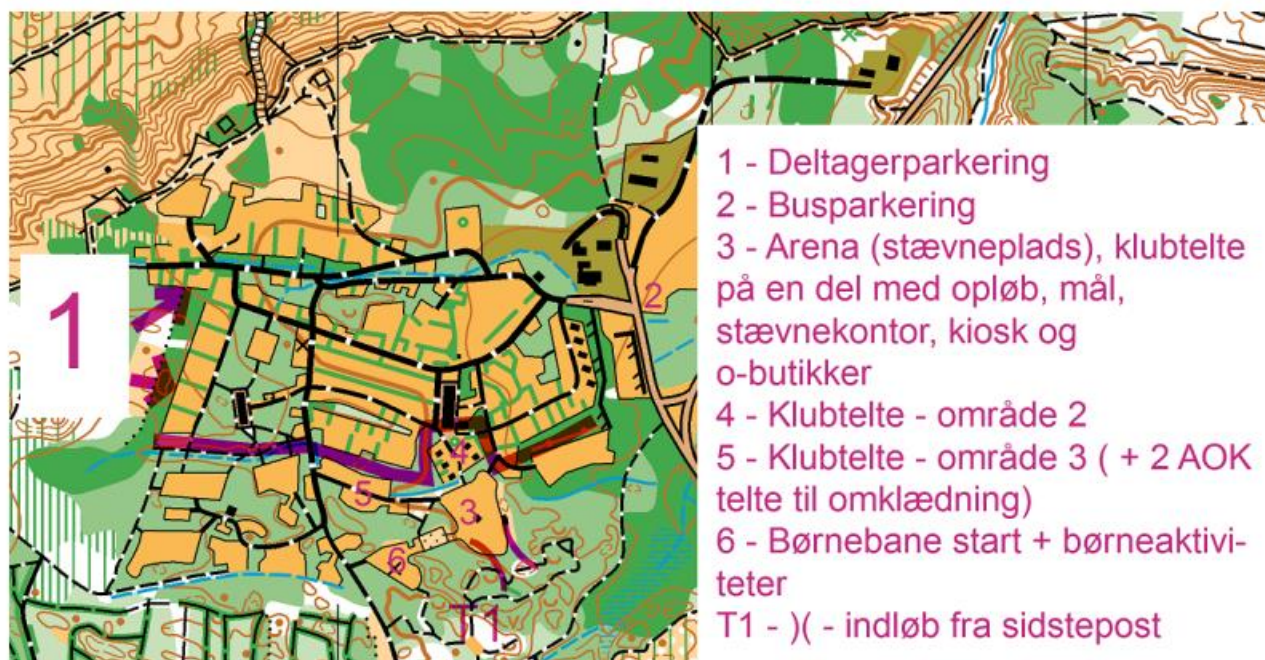 1 - Deltagerparkering
2 - Busparkering
3 - Arena (stævneplads), klubtelte
på en del med opløb, mål,
stævnekontor, kiosk og
o-butikker
4 - Klubtelte - område 2
5 - Klubtelte - område 3 ( + 2 AOK
telte til omklædning)
6 - Børnebane start + børneaktivi-
teter
T1 - )( - indløb fra sidstepost
1
2
4
5
3
6
T1